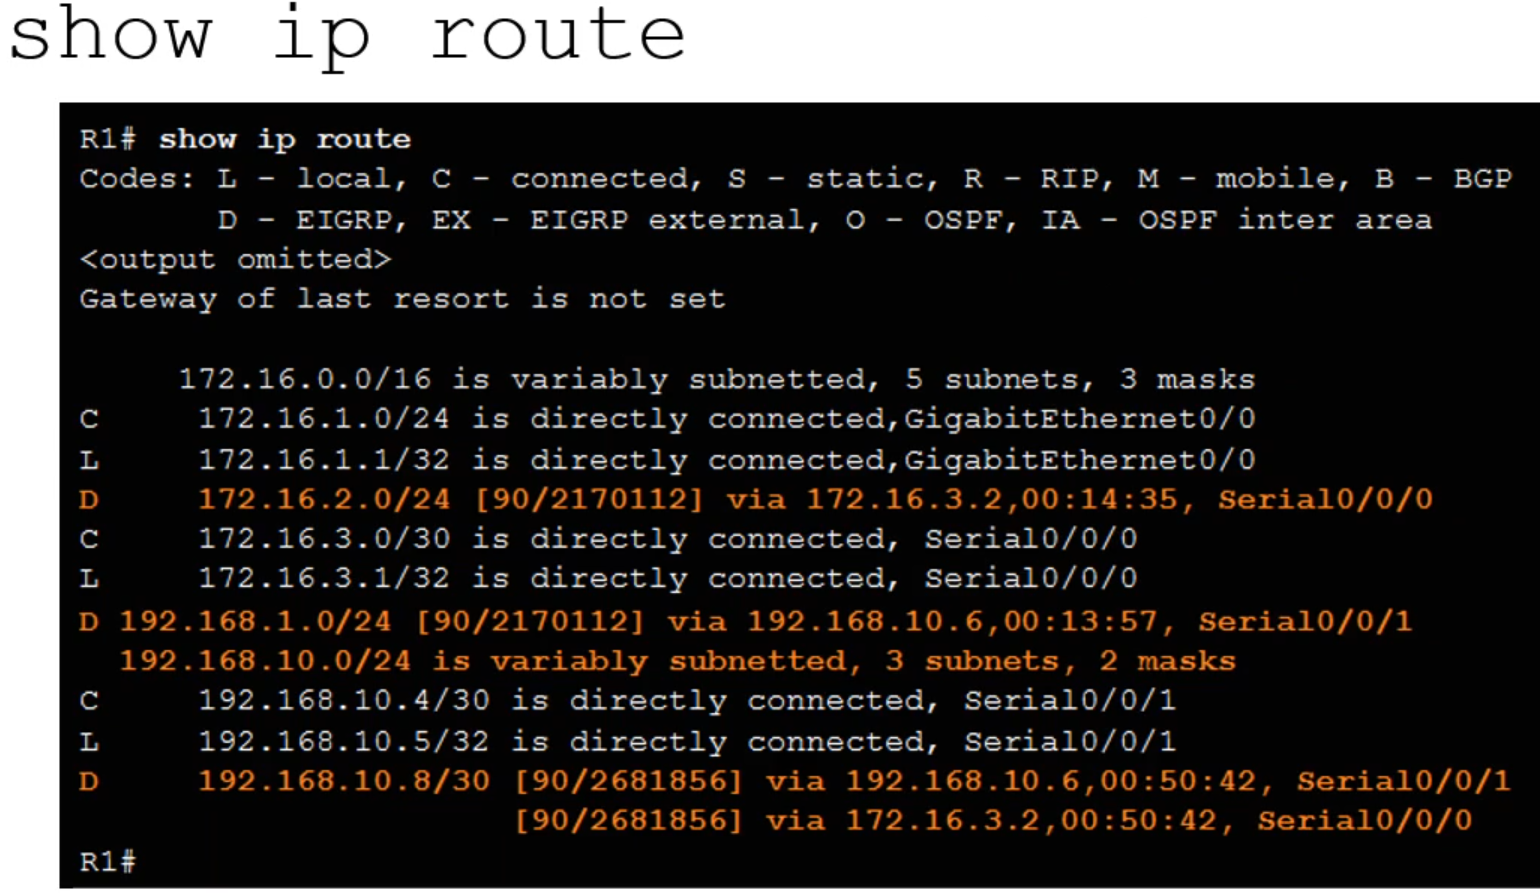 show ip route
R1# show ip route
Codes: L - local, C - connected, S - static, R - RIP, M - mobile, B - BGP
D - EIGRP, EX - EIGRP external, O - OSPF, IA - OSPF inter area
<output omitted>
Gateway of last resort is not set
172.16.0.0/16 is variably subnetted, 5 subnets, 3 masks
C 172.16.1.0/24 is directly connected,GigabitEthernet0/0
L 172.16.1.1/32 is directly connected,GigabitEthernet0/0
D 172.16.2.0/24 [90/2170112] via 172.16.3.2,00:14:35, Serial0/0/0
C 172.16.3.0/30 is directly connected, Serial0/0/0
L 172.16.3.1/32 is directly connected, Serial0/0/0
D 192.168.1.0/24 [90/2170112] via 192.168.10.6,00:13:57, Serial0/0/1
192.168.10.0/24 is variably subnetted, 3 subnets, 2 masks
C 192.168.10.4/30 is directly connected, Serial0/0/1
L 192.168.10.5/32 is directly connected, Serial0/0/1
D 192.168.10.8/30 [90/2681856] via 192.168.10.6,00:50:42, Serial0/0/1
[90/2681856] via 172.16.3.2,00:50:42, Serial0/0/0
R1#